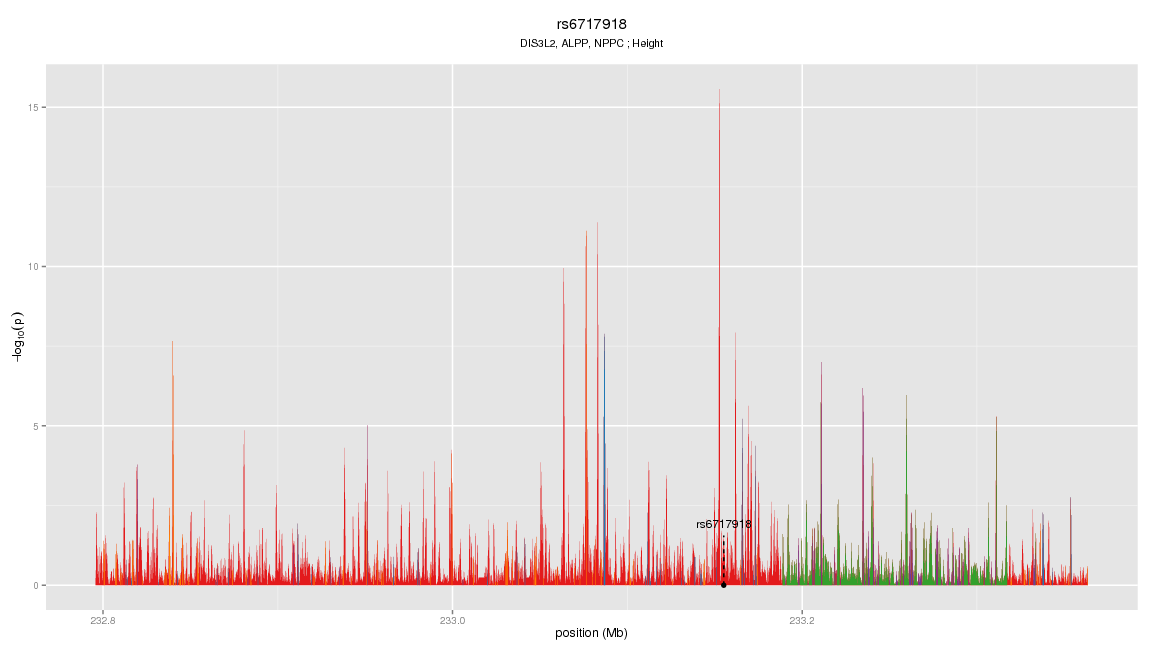 rs6717918
DIS3L2, ALPP, NPPC ; Height
15
10
5
0
−log10(p)
rs6717918
232.8
233.0
233.2
position (Mb)